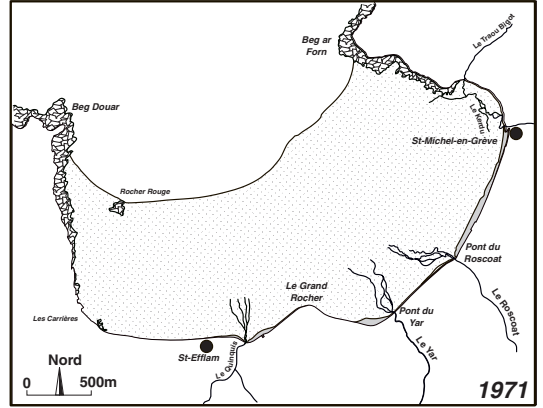 Beg ar
Forn
Le Traou Bigot
Beg Douar
Le Kerdu
St-Michel-en-Grève
Rocher Rouge
Pont du
Roscoat
Le Grand
Rocher
Le Roscoat
Pont du
Yar
Les Carrières
St-Efflam
Le Quinquis
Le Yar
Nord
0 500m
1971